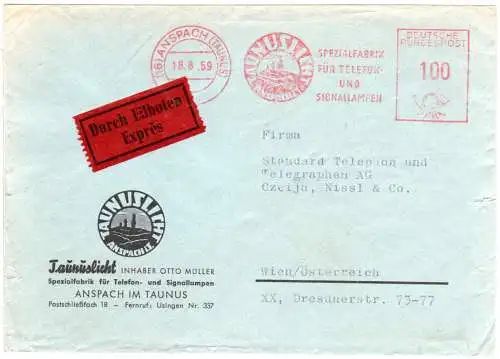 (16) ANSPACH (TAUNUS)
18.8.59
TAUNUSLICHT
SPEZIALFABRIK
FÜR TELEFON-
UND
SIGNALLAMPEN
DEUTSCHE
BUNDESPOST
100
Durch Eilboten
Exprès
Firma
Standard Telephon und
Telegraphen AG
Czeija, Nissl & Co.
Wien/Österreich
XX, Dresdnerstr. 73-77
TAUNUSLICHT
ANSPACH/T.
Taunuslicht INHABER OTTO MÜLLER
Spezialfabrik für Telefon- und Signallampen
ANSPACH IM TAUNUS
Postschließfach 18 – Fernruf: Usingen Nr. 337